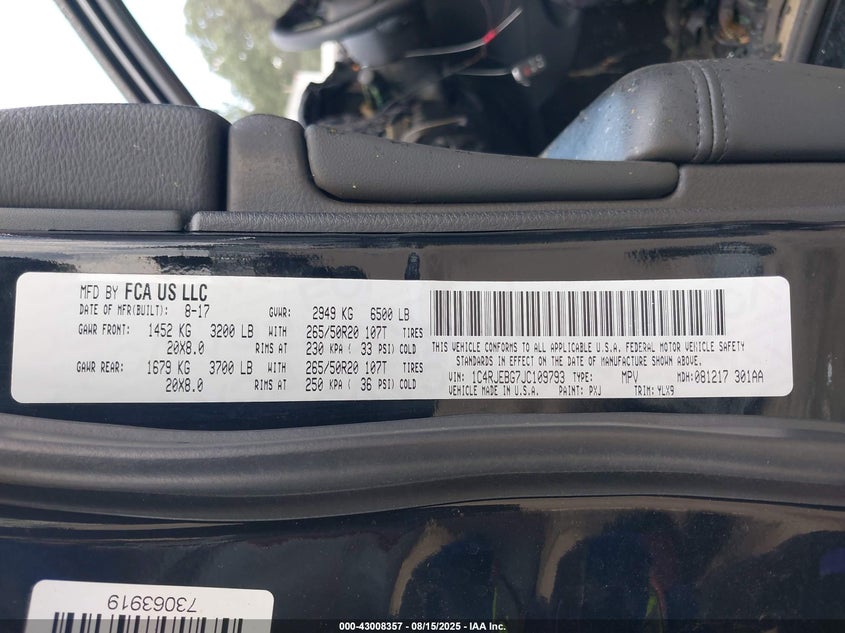 MFD BY FCA US LLC
DATE OF MFR(BUILT): 8-17 GVWR: 2949 KG 6500 LB
GAWR FRONT: 1452 KG 3200 LB WITH 265/50R20 107T TIRES
20X8.0 RIMS AT 230 KPA ( 33 PSI) COLD
GAWR REAR: 1679 KG 3700 LB WITH 265/50R20 107T TIRES
20X8.0 RIMS AT 250 KPA ( 36 PSI) COLD
THIS VEHICLE CONFORMS TO ALL APPLICABLE U.S.A. FEDERAL MOTOR VEHICLE SAFETY
STANDARDS IN EFFECT ON THE DATE OF MANUFACTURE SHOWN ABOVE.
VIN: 1C4RJEBG7JC109793 TYPE: MPV MDH: 081217 301AA
VEHICLE MADE IN U.S.A. PAINT: PXJ TRIM: YLX9
73063919
000-43008357 - 08/15/2025 - IAA Inc.